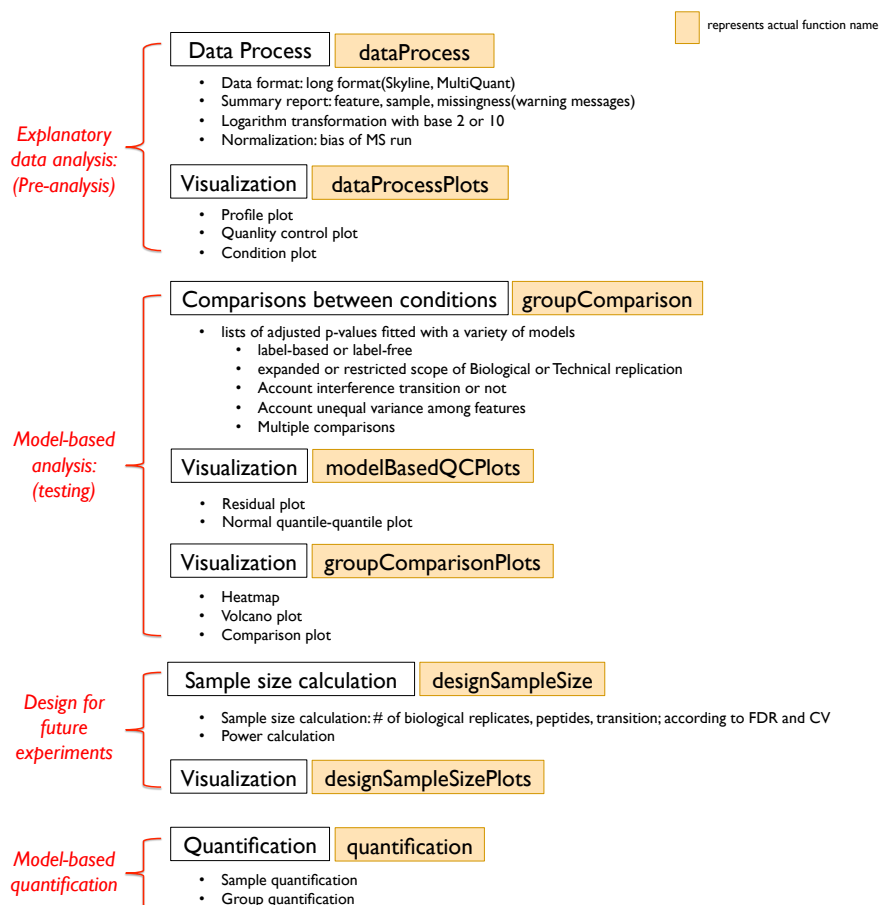 represents actual function name
Data Process dataProcess
• Data format: long format(Skyline, MultiQuant)
• Summary report: feature, sample, missingness(warning messages)
• Logarithm transformation with base 2 or 10
• Normalization: bias of MS run
Explanatory
data analysis:
(Pre-analysis)
Visualization dataProcessPlots
• Profile plot
• Quanlity control plot
• Condition plot
Comparisons between conditions groupComparison
• lists of adjusted p-values fitted with a variety of models
• label-based or label-free
• expanded or restricted scope of Biological or Technical replication
• Account interference transition or not
• Account unequal variance among features
• Multiple comparisons
Model-based
analysis:
(testing)
Visualization modelBasedQCPlots
• Residual plot
• Normal quantile-quantile plot
Visualization groupComparisonPlots
• Heatmap
• Volcano plot
• Comparison plot
Sample size calculation designSampleSize
Design for
future
experiments
• Sample size calculation: # of biological replicates, peptides, transition; according to FDR and CV
• Power calculation
Visualization designSampleSizePlots
Quantification quantification
Model-based
quantification
• Sample quantification
• Group quantification